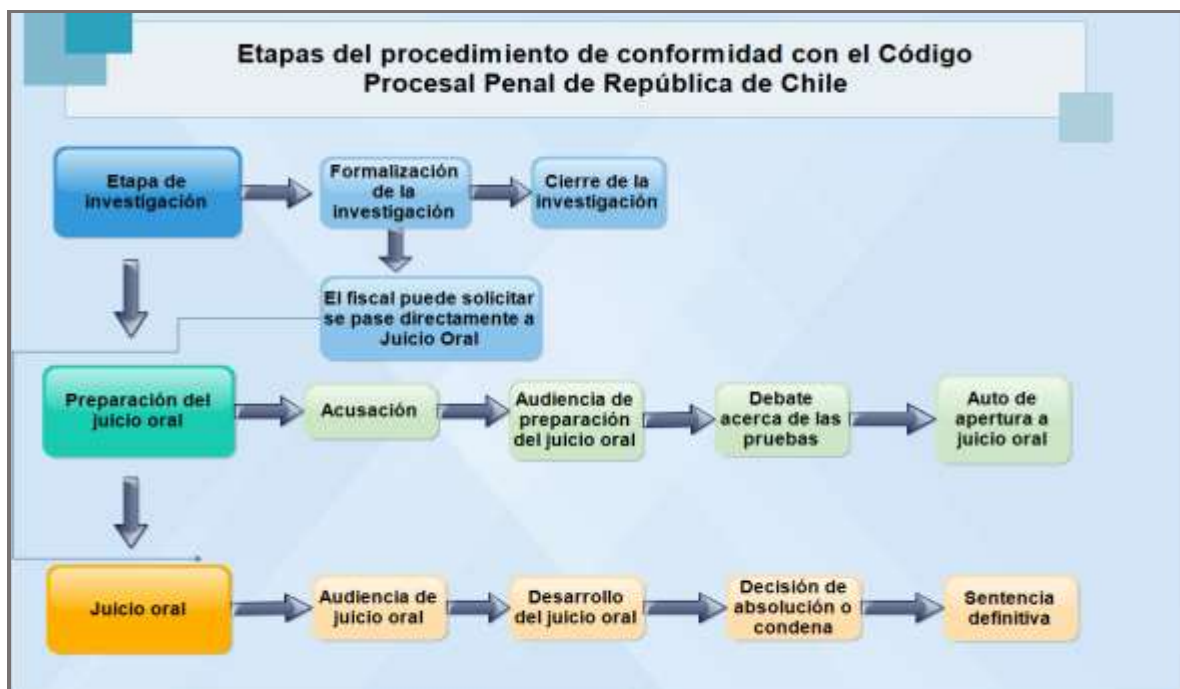 Etapas del procedimiento de conformidad con el Código
Procesal Penal de República de Chile
Etapa de
investigación
Formalización
de la
investigación
Cierre de la
investigación
El fiscal puede solicitar
se pase directamente a
Juicio Oral
Preparación del
juicio oral
Acusación
Audiencia de
preparación
del juicio oral
Debate
acerca de las
pruebas
Auto de
apertura a
juicio oral
Juicio oral
Audiencia de
juicio oral
Desarrollo
del juicio oral
Decisión de
absolución o
condena
Sentencia
definitiva